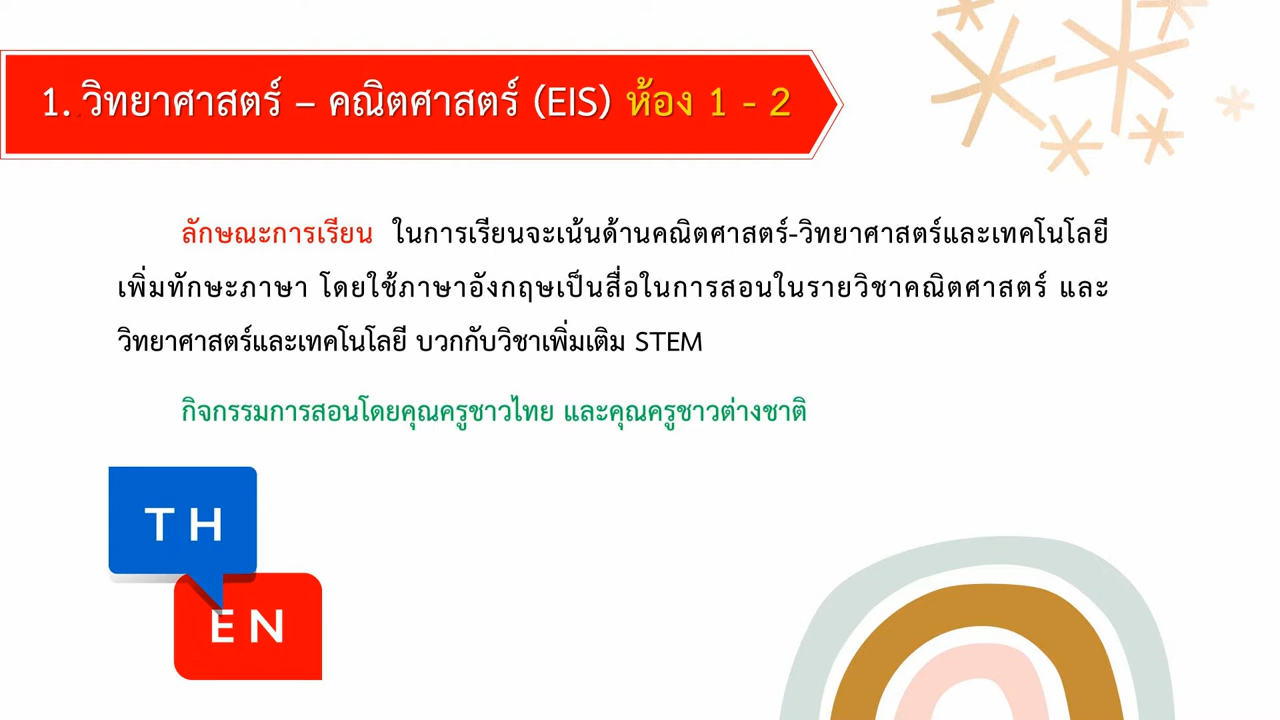 1. วิทยาศาสตร์ – คณิตศาสตร์ (EIS) ห้อง 1 - 2
ลักษณะการเรียน ในการเรียนจะเน้นด้านคณิตศาสตร์-วิทยาศาสตร์และเทคโนโลยี
เพิ่มทักษะภาษา โดยใช้ภาษาอังกฤษเป็นสื่อในการสอนในรายวิชาคณิตศาสตร์ และ
วิทยาศาสตร์และเทคโนโลยี บวกกับวิชาเพิ่มเติม STEM
กิจกรรมการสอนโดยคุณครูชาวไทย และคุณครูชาวต่างชาติ
TH
EN